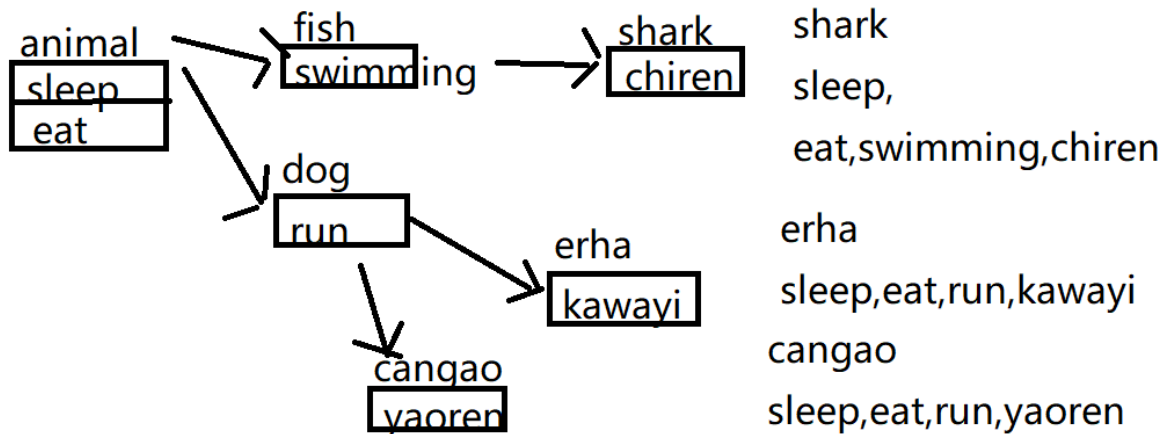 animal
sleep
eat
fish
swimming
shark
chiren
dog
run
erha
kawayi
cangao
yaoren
shark
sleep,
eat,swimming,chiren
erha
sleep,eat,run,kawayi
cangao
sleep,eat,run,yaoren